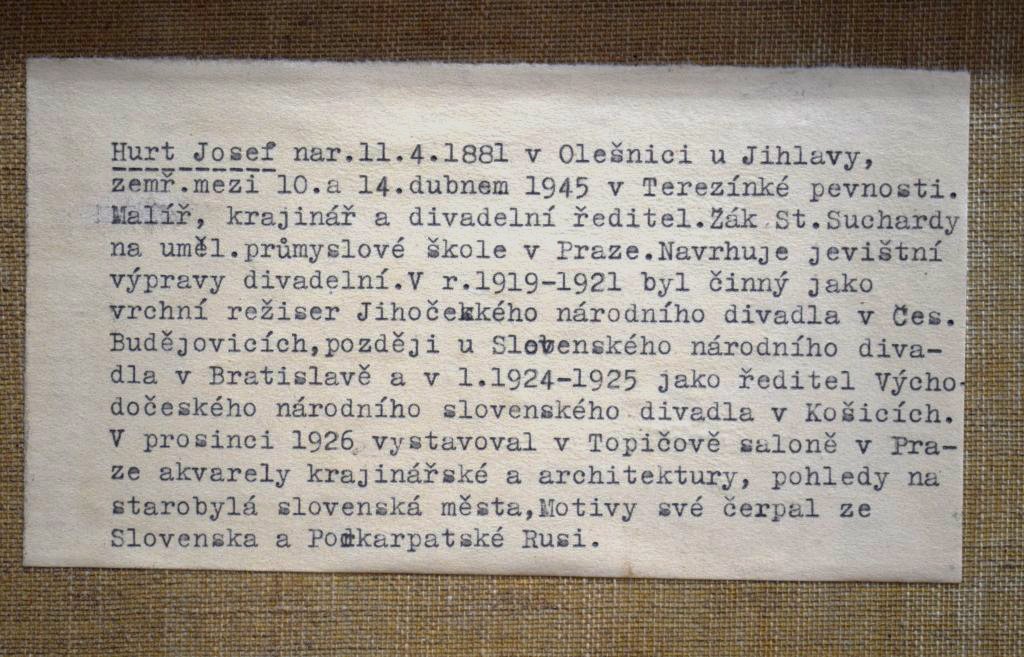 Hurt Josef nar.11.4.1881 v Olešnici u Jihlavy,
zemř.mezi 10.a 14.dubnem 1945 v Terezínké pevnosti.
Malíř, krajinář a divadelní ředitel.Žák St.Suchardy
na uměl.průmyslové škole v Praze.Navrhuje jevištní
výpravy divadelní.V r.1919-1921 byl činný jako
vrchní režiser Jihočekkého národního divadla v Čes.
Budějovicích,později u Slovenského národního diva-
dla v Bratislavě a v l.1924-1925 jako ředitel Výcho-
dočeského národního slovenského divadla v Košicích.
V prosinci 1926 vystavoval v Topičově saloně v Pra-
ze akvarely krajinářské a architektury, pohledy na
starobylá slovenská města,Motivy své čerpal ze
Slovenska a Podkarpatské Rusi.